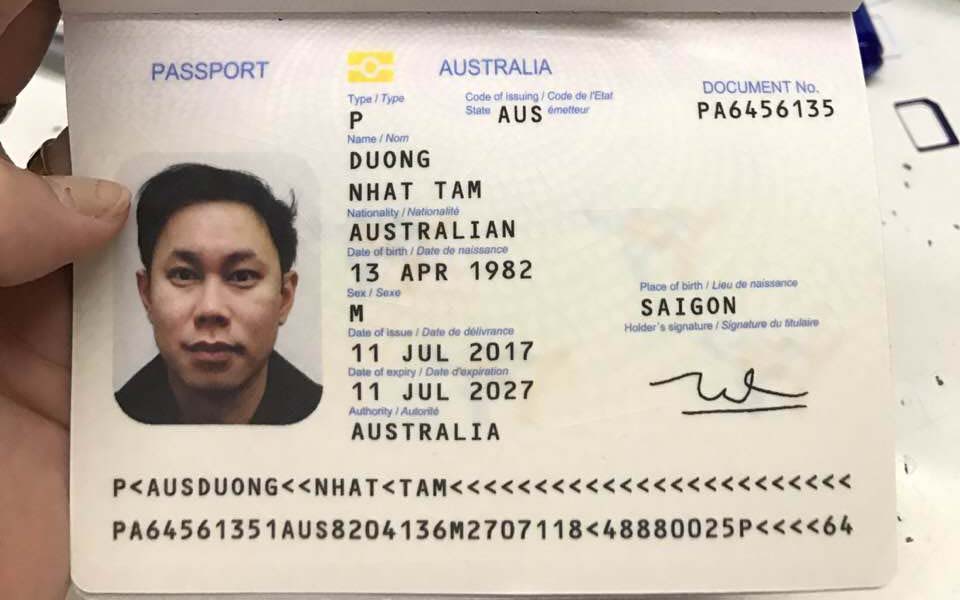 PASSPORT
AUSTRALIA
Type / Type
Code of issuing / Code de l'Etat
State AUS émetteur
DOCUMENT No.
P
PA6456135
Name / Nom
DUONG
NHAT TAM
Nationality / Nationalité
AUSTRALIAN
Date of birth / Date de naissance
13 APR 1982
Sex / Sexe
M
Place of birth / Lieu de naissance
SAIGON
Holder's signature / Signature du titulaire
Date of issue / Date de délivrance
11 JUL 2017
Date of expiry / Date d'expiration
11 JUL 2027
Authority / Autorité
AUSTRALIA
P<AUSDUONG<<NHAT<TAM<<<<<<<<<<<<<<<<<<<<<<<<
PA64561351AUS8204136M2707118<48880025P<<<<64